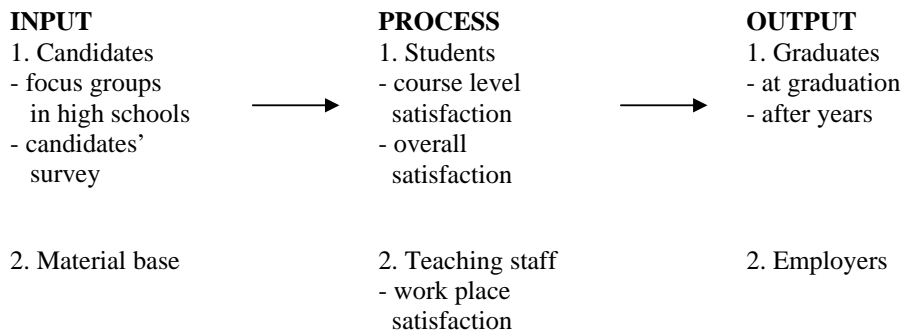 INPUT
1. Candidates
- focus groups
in high schools
- candidates’
survey
2. Material base
PROCESS
1. Students
- course level
satisfaction
- overall
satisfaction
2. Teaching staff
- work place
satisfaction
OUTPUT
1. Graduates
- at graduation
- after years
2. Employers